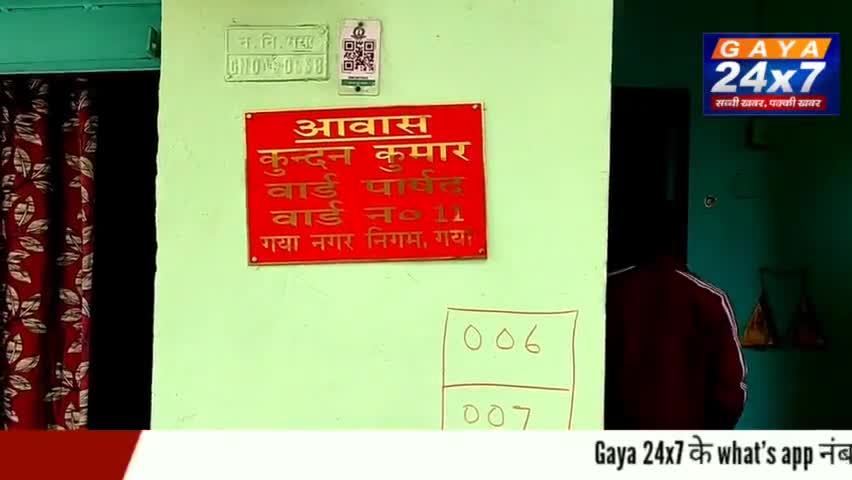 न. नि. गया
GAYA
24x7
सच्ची खबर, पक्की खबर
आवास
कुन्दन कुमार
वार्ड पार्षद
वार्ड न० 11
गया नगर निगम, गया
006
007
Gaya 24x7 के what's app नंब